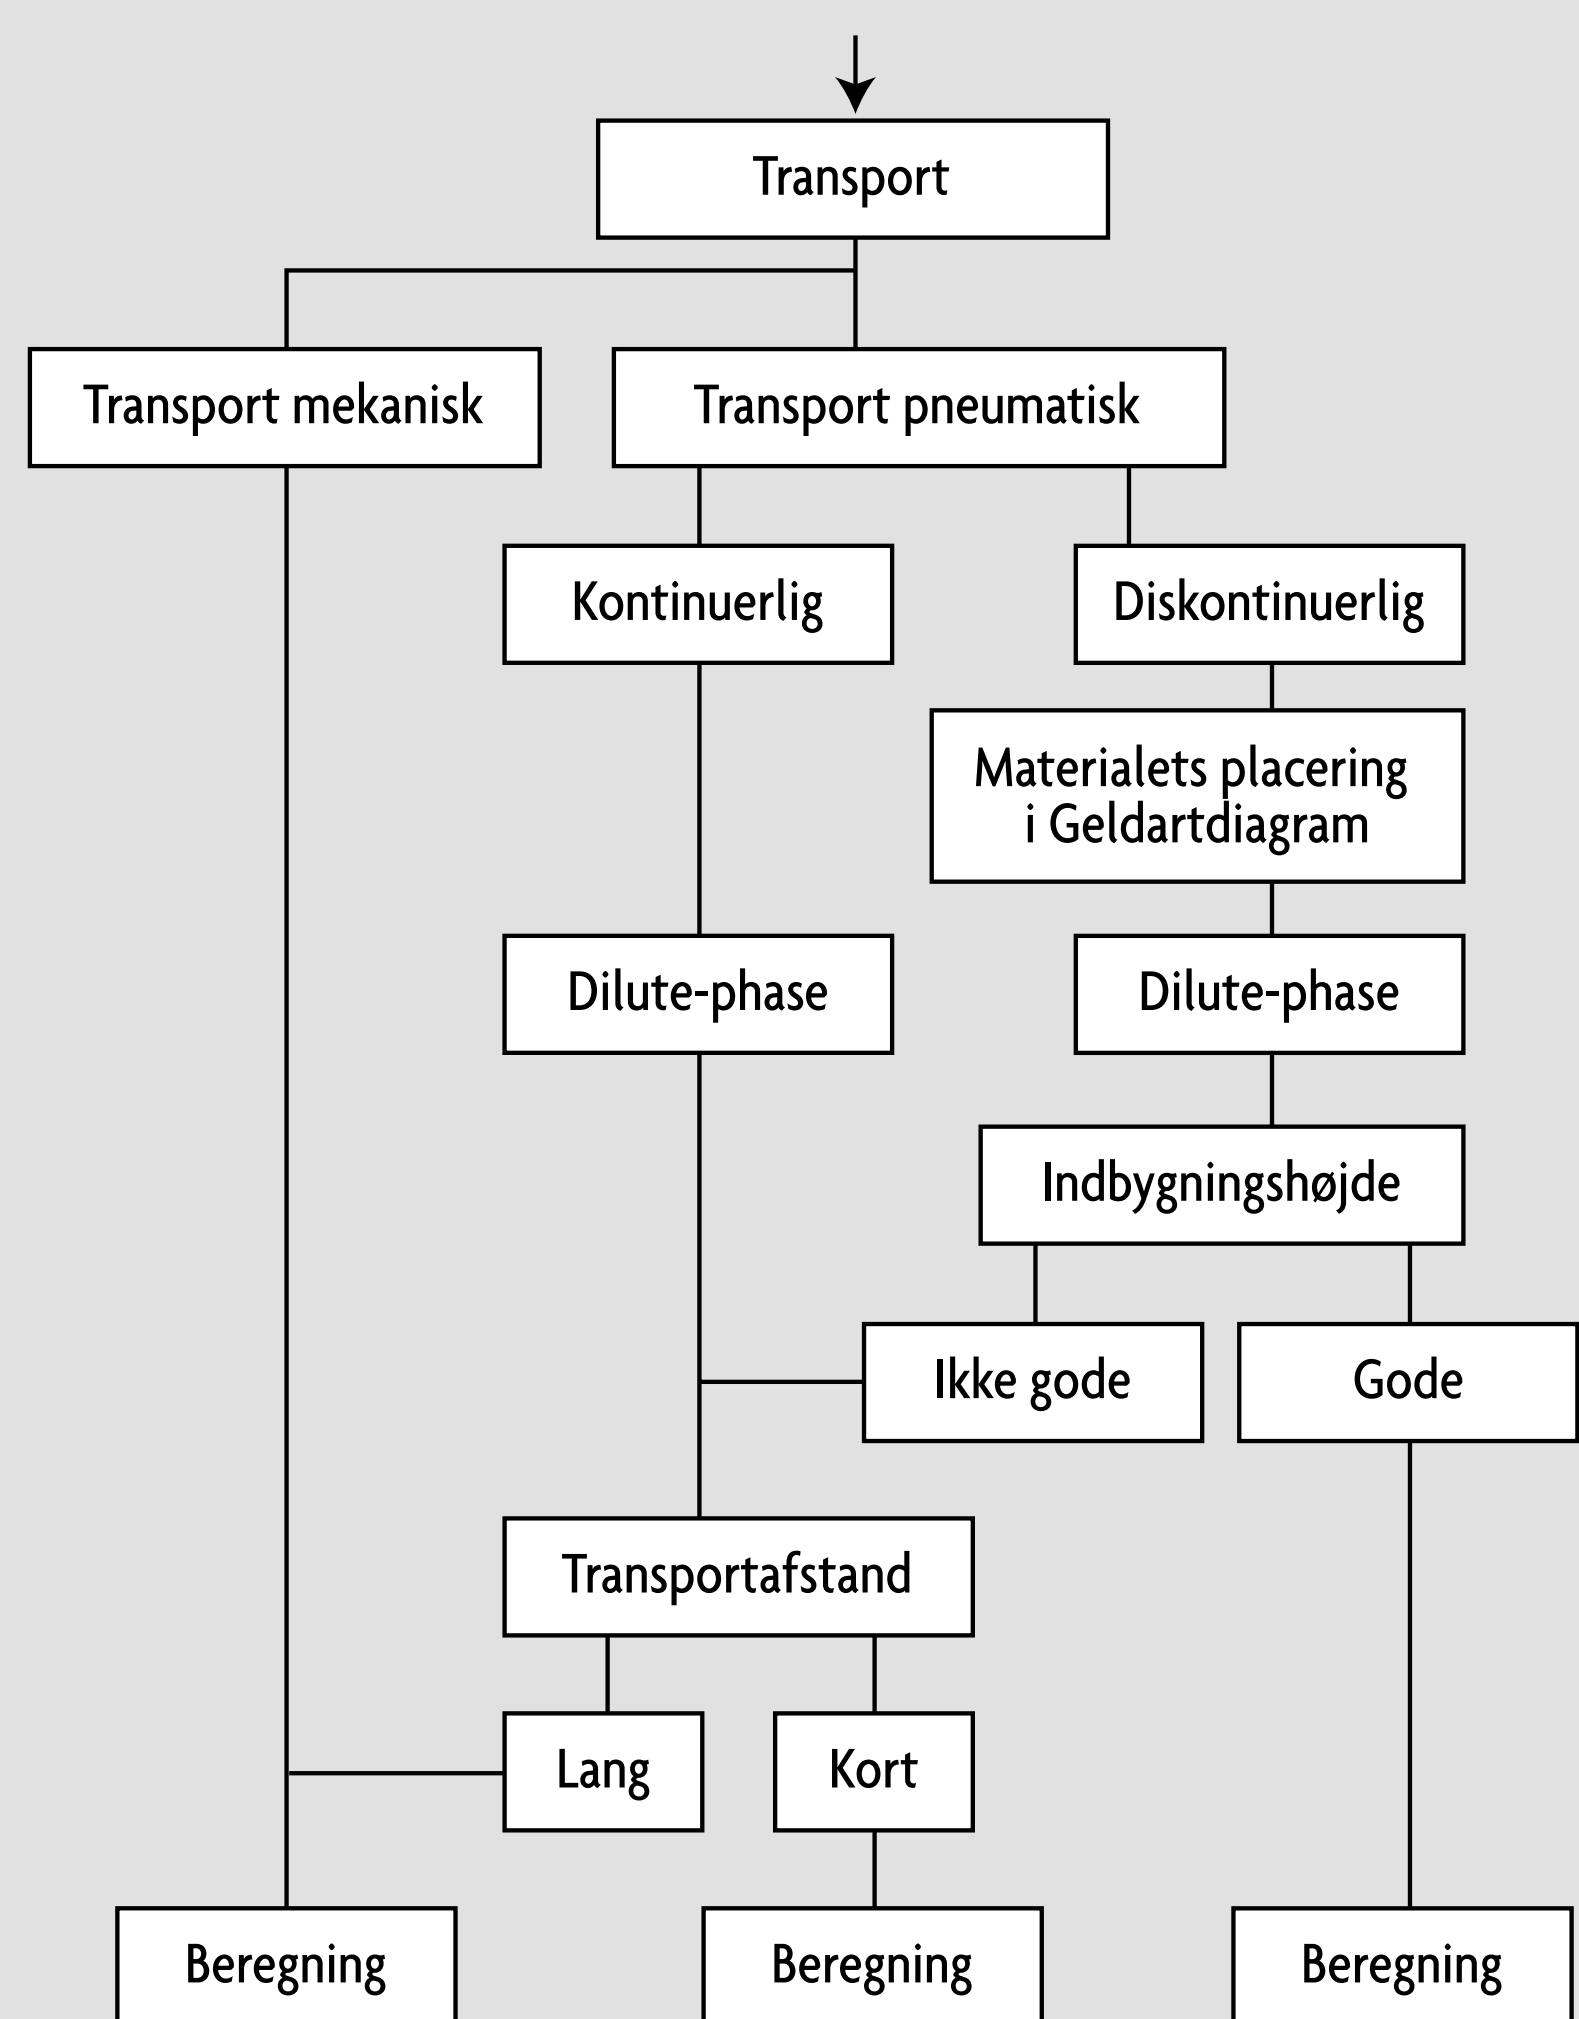 Transport
Transport mekanisk
Transport pneumatisk
Kontinuerlig
Diskontinuerlig
Materialets placering
i Geldartdiagram
Dilute-phase
Dilute-phase
Indbygningshøjde
Ikke gode
Gode
Transportafstand
Lang
Kort
Beregning
Beregning
Beregning